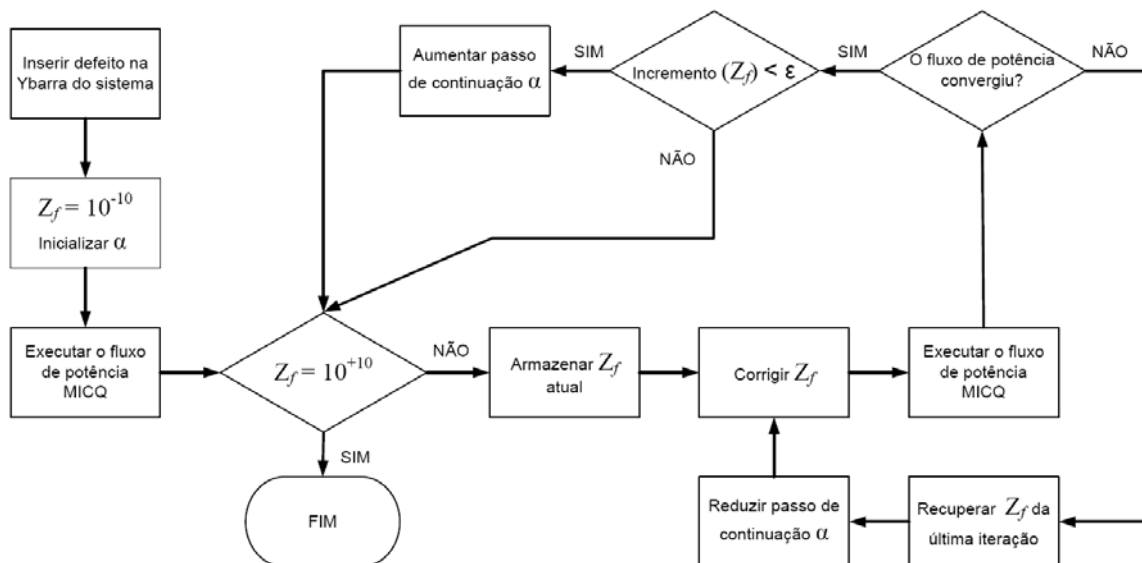 Inserir defeito na
Ybarra do sistema
Z_f = 10^-10
Inicializar α
Executar o fluxo
de potência
MICQ
Z_f = 10^+10
SIM
FIM
NÃO
Armazenar Z_f
atual
Corrigir Z_f
Executar o fluxo
de potência
MICQ
O fluxo de potência
convergiu?
SIM
NÃO
Incremento (Z_f) < ε
SIM
NÃO
Aumentar passo
de continuação α
Recuperar Z_f da
última iteração
Reduzir passo de
continuação α